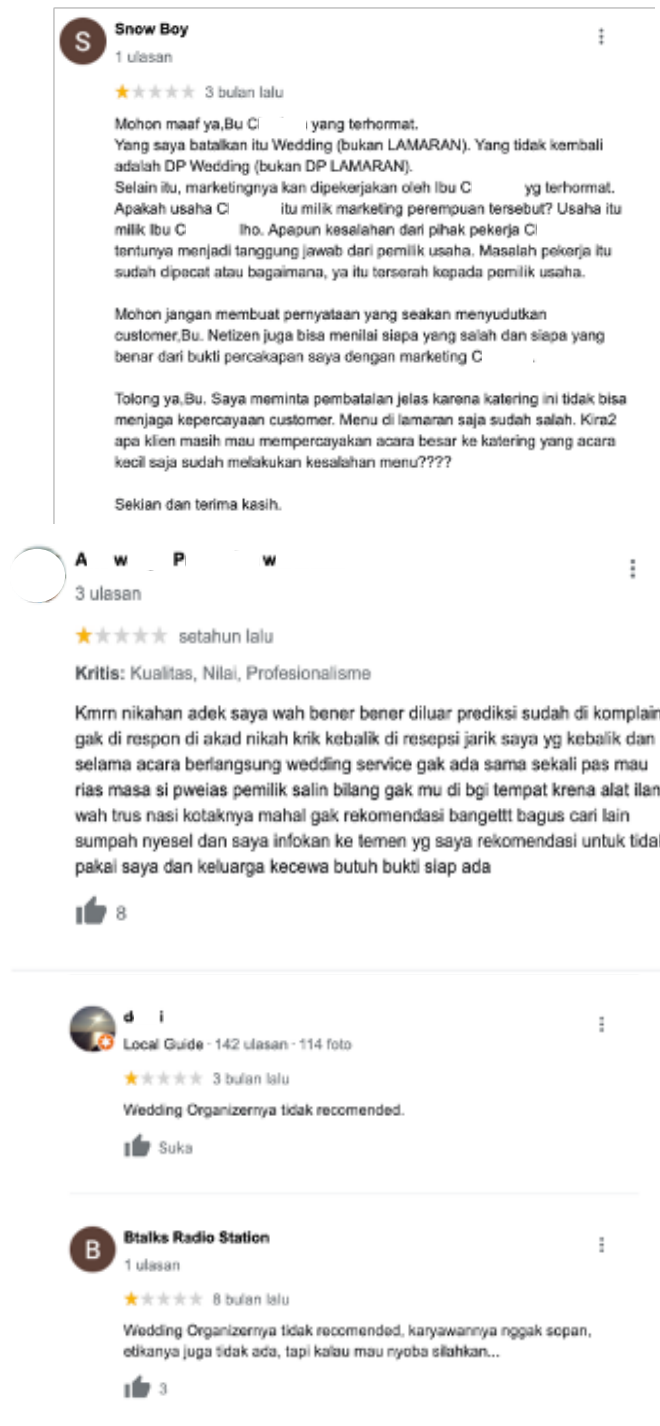 S
Snow Boy
1 ulasan
3 bulan lalu
Mohon maaf ya,Bu C yang terhormat.
Yang saya batalkan itu Wedding (bukan LAMARAN). Yang tidak kembali
adalah DP Wedding (bukan DP LAMARAN).
Selain itu, marketingnya kan dipekerjakan oleh Ibu C yg terhormat.
Apakah usaha C itu milik marketing perempuan tersebut? Usaha itu
milik Ibu C lho. Apapun kesalahan dari pihak pekerja C
tentunya menjadi tanggung jawab dari pemilik usaha. Masalah pekerja itu
sudah dipecat atau bagaimana, ya itu terserah kepada pemilik usaha.
Mohon jangan membuat pernyataan yang seakan menyudutkan
customer,Bu. Netizen juga bisa menilai siapa yang salah dan siapa yang
benar dari bukti percakapan saya dengan marketing C .
Tolong ya,Bu. Saya meminta pembatalan jelas karena katering ini tidak bisa
menjaga kepercayaan customer. Menu di lamaran saja sudah salah. Kira2
apa klien masih mau mempercayakan acara besar ke katering yang acara
kecil saja sudah melakukan kesalahan menu????
Sekian dan terima kasih.
A w P w
3 ulasan
setahun lalu
Kritis: Kualitas, Nilai, Profesionalisme
Kmrn nikahan adek saya wah bener bener diluar prediksi sudah di komplain
gak di respon di akad nikah krik kebalik di resepsi jarik saya yg kebalik dan
selama acara berlangsung wedding service gak ada sama sekali pas mau
rias masa si pweias pemilik salin bilang gak mu di bgi tempat krena alat ilan
wah trus nasi kotaknya mahal gak rekomendasi bangettt bagus cari lain
sumpah nyesel dan saya infokan ke temen yg saya rekomendasi untuk tidak
pakai saya dan keluarga kecewa butuh bukti siap ada
8
d i
Local Guide · 142 ulasan · 114 foto
3 bulan lalu
Wedding Organizernya tidak recomended.
Suka
B
Btalks Radio Station
1 ulasan
8 bulan lalu
Wedding Organizernya tidak recomended, karyawannya nggak sopan,
etikanya juga tidak ada, tapi kalau mau nyoba silahkan...
3